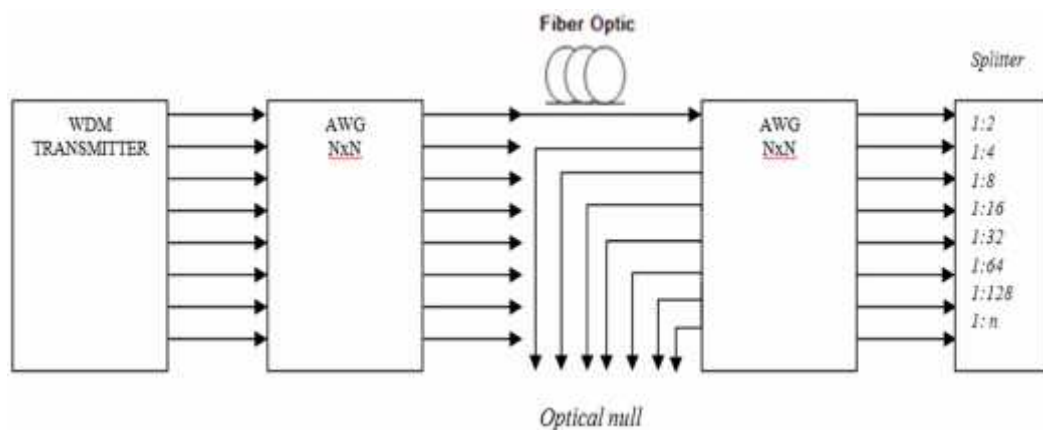 Fiber Optic
Splitter
WDM
TRANSMITTER
AWG
NxN
AWG
NxN
1:2
1:4
1:8
1:16
1:32
1:64
1:128
1: n
Optical null